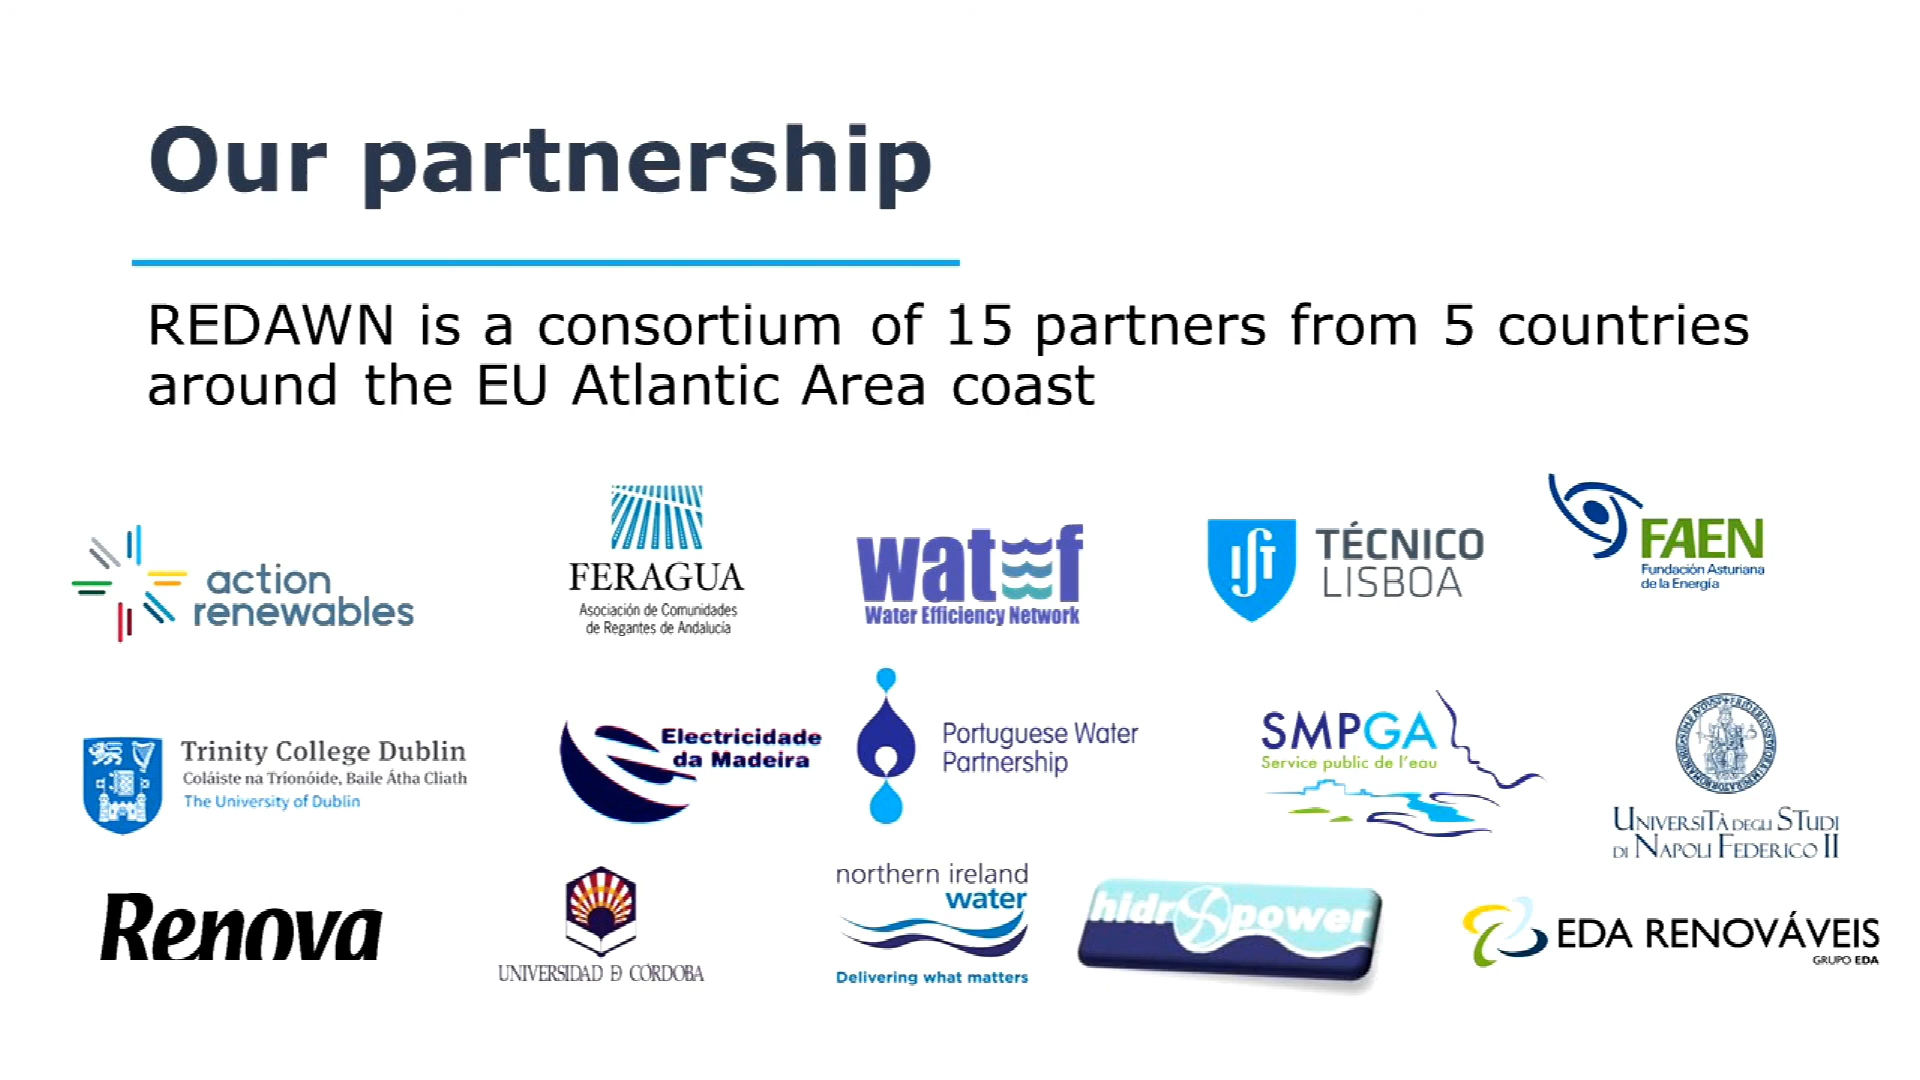 Our partnership
REDAWN is a consortium of 15 partners from 5 countries
around the EU Atlantic Area coast
action
renewables
FERAGUA
Asociación de Comunidades
de Regantes de Andalucía
watef
Water Efficiency Network
TÉCNICO
LISBOA
FAEN
Fundación Asturiana
de la Energía
Trinity College Dublin
Coláiste na Tríonóide, Baile Átha Cliath
The University of Dublin
Electricidade
da Madeira
Portuguese Water
Partnership
SMPGA
Service public de l'eau
UNIVERSITÀ DEGLI STUDI
DI NAPOLI FEDERICO II
Renova
UNIVERSIDAD Ð CÓRDOBA
northern ireland
water
Delivering what matters
hidropower
EDA RENOVÁVEIS
GRUPO EDA